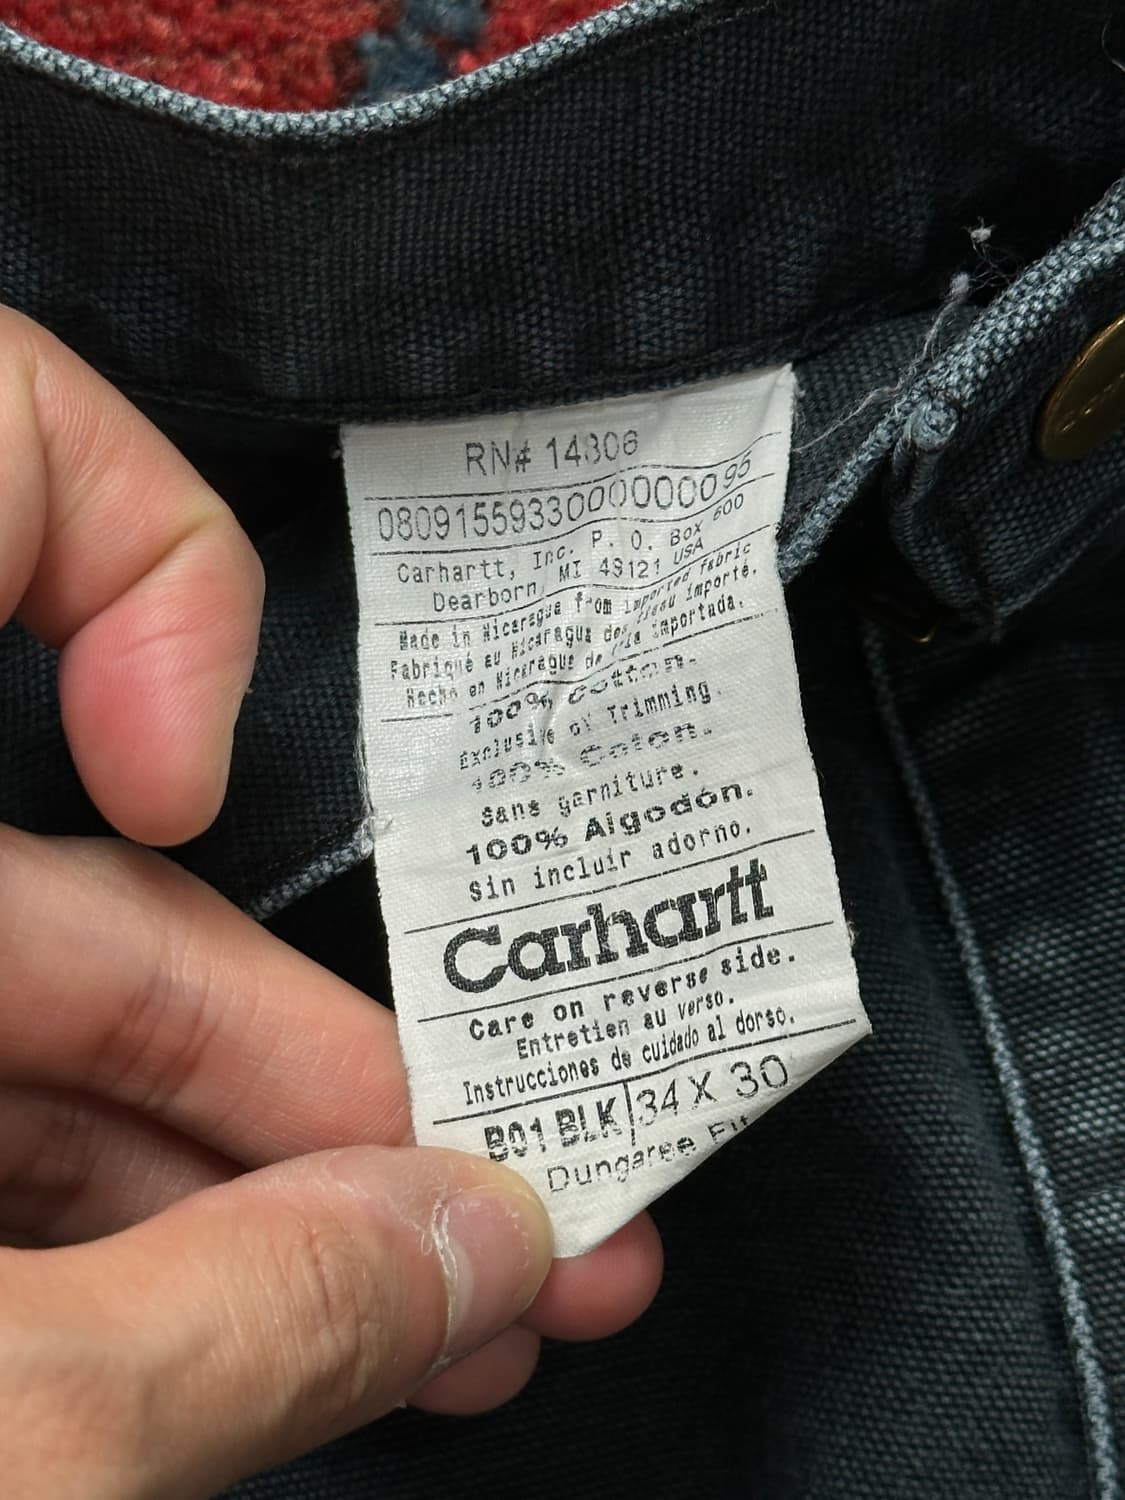 RN# 14806
08091559330000000095
Carhartt, Inc. P. O. Box 600
Dearborn, MI 48121 USA
Made in Nicaragua from imported fabric
Fabriqué au Nicaragua de tissu importé.
Hecho en Nicaragua de tela importada.
100% Cotton.
Exclusive of Trimming.
100% Coton.
Sans garniture.
100% Algodón.
Sin incluir adorno.
Carhartt
Care on reverse side.
Entretien au verso.
Instrucciones de cuidado al dorso.
B01 BLK 34 X 30
Dungaree Fit